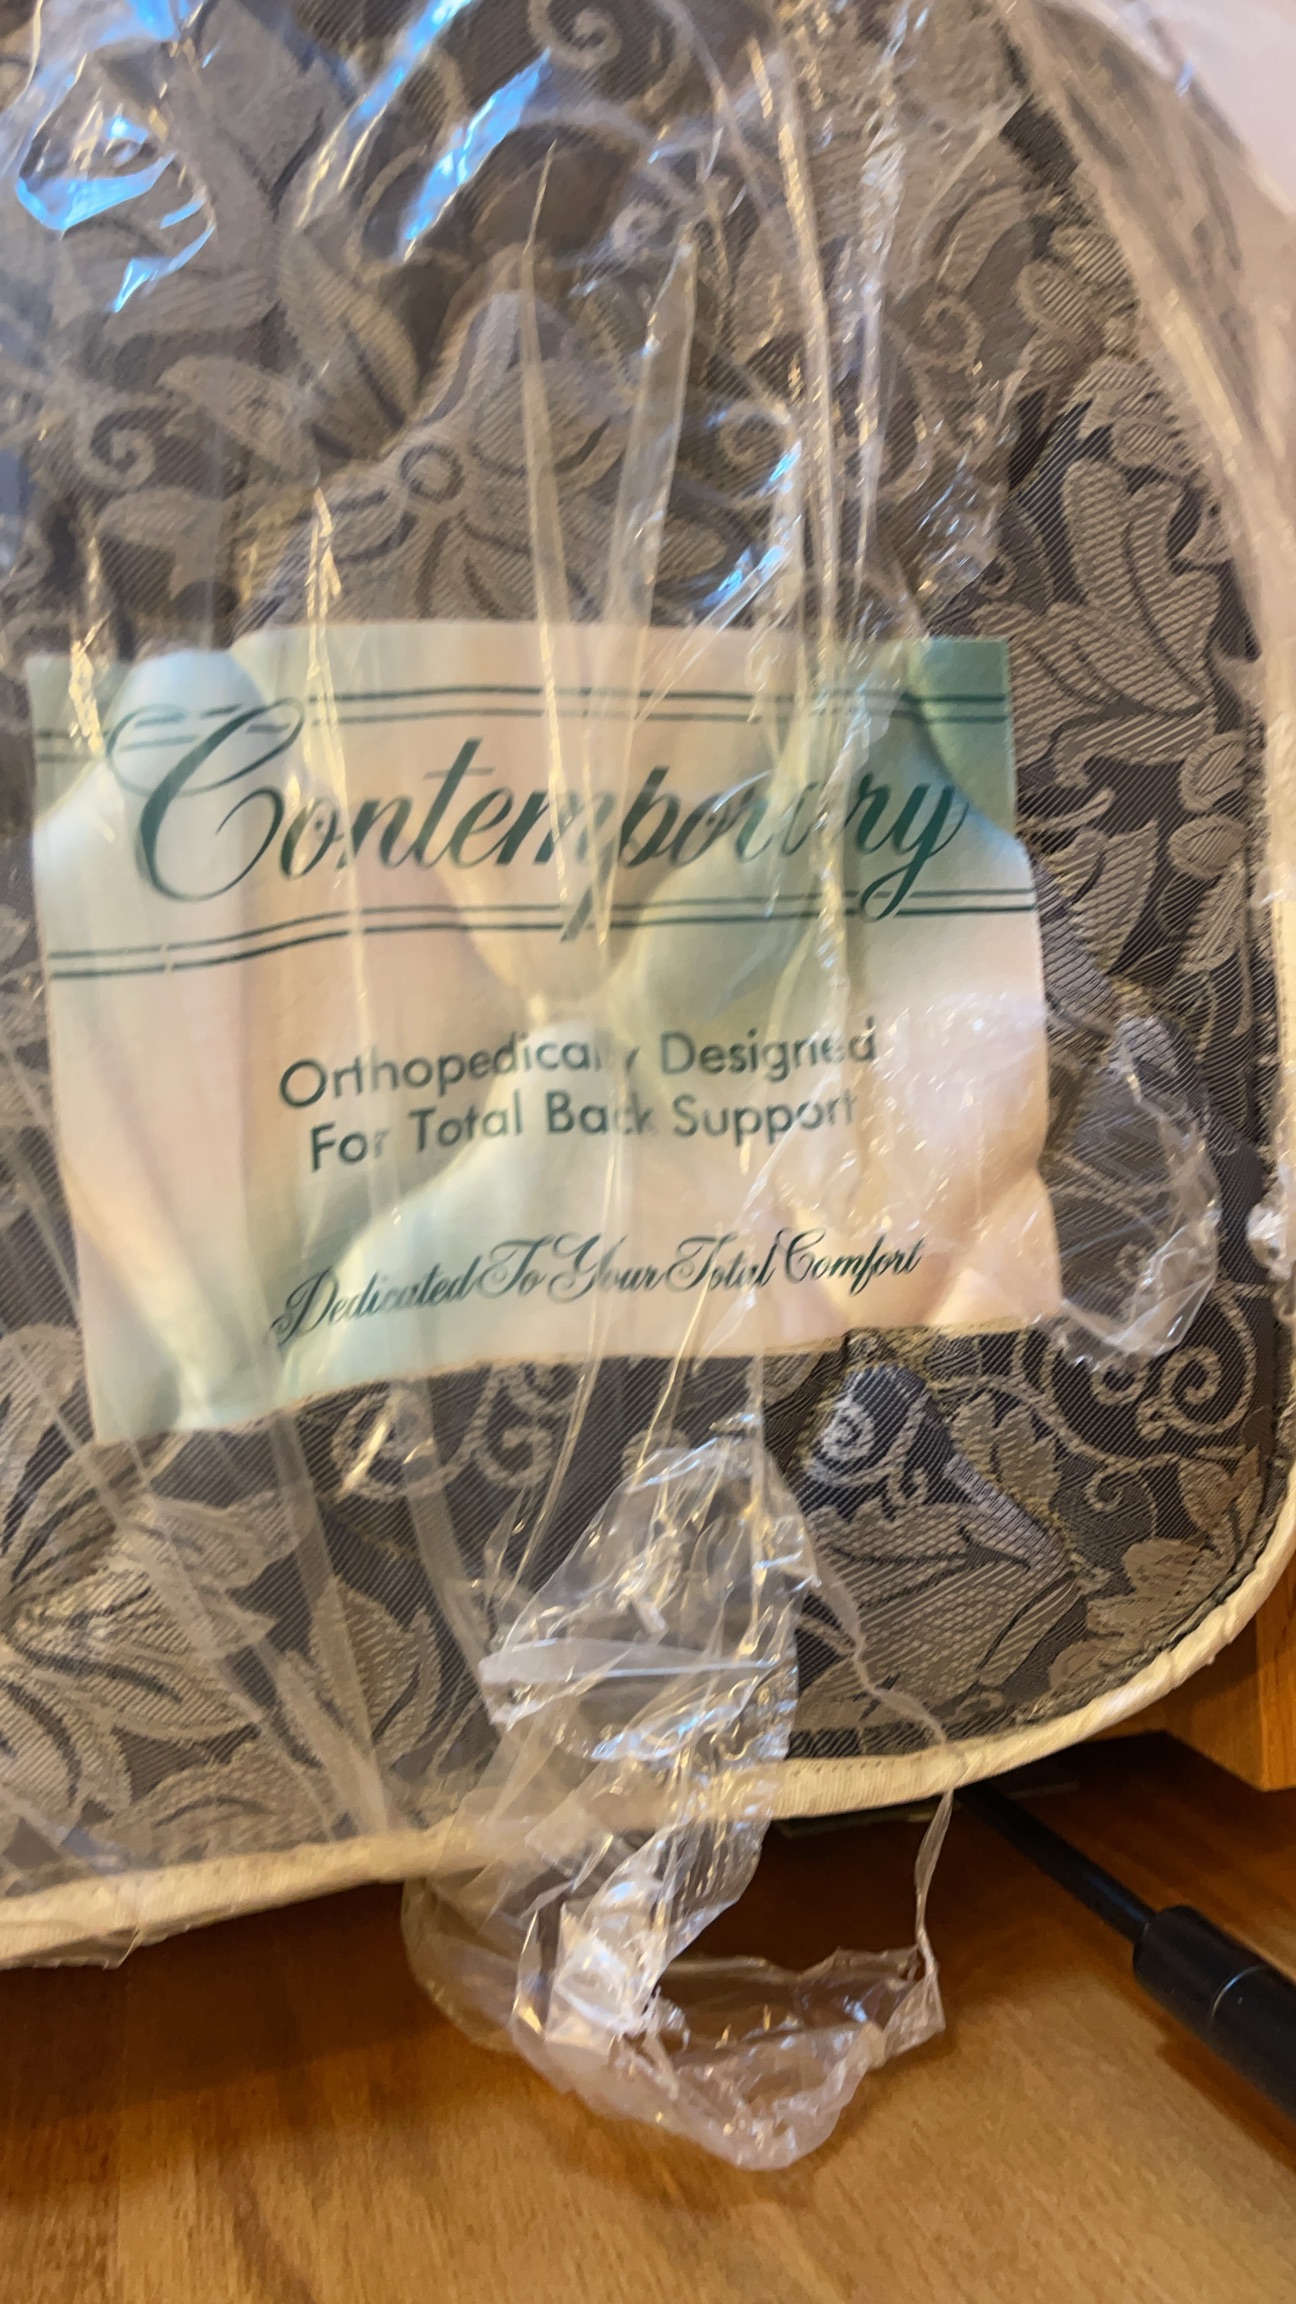 Contemporary
Orthopedically Designed
For Total Back Support
Dedicated To Your Total Comfort